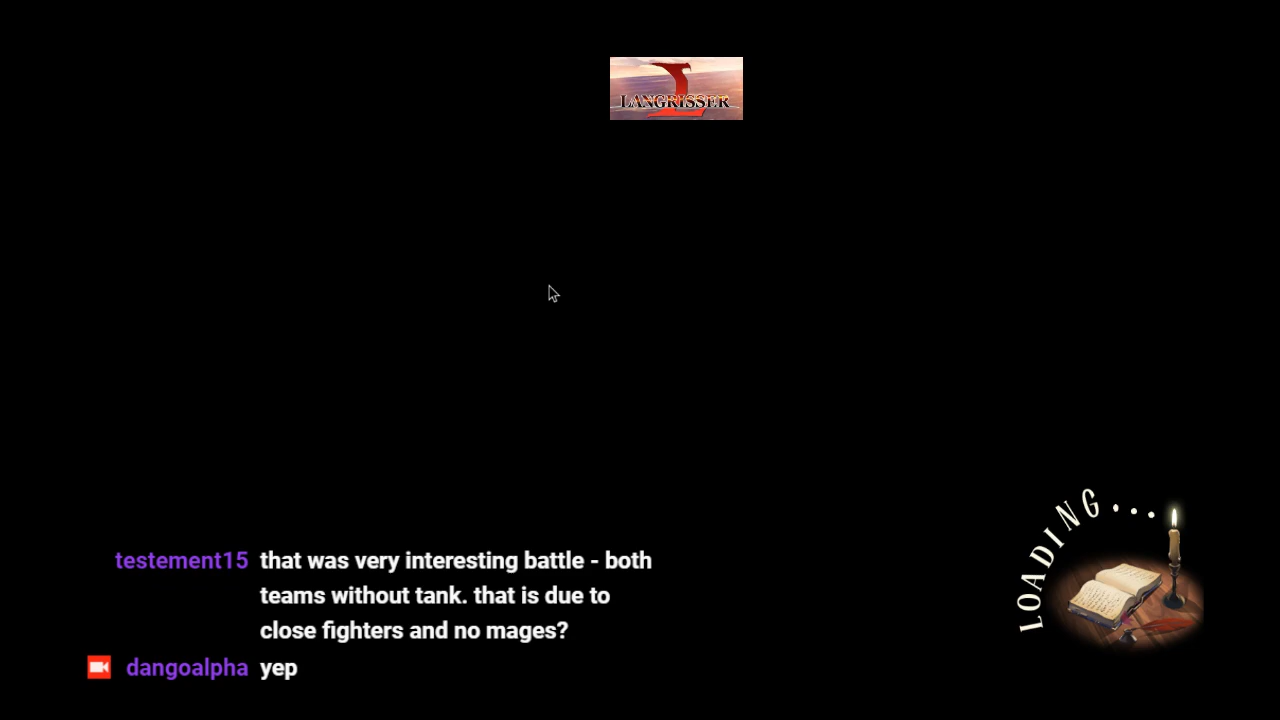 LANGRISSER
LOADING...
testement15 that was very interesting battle - both
teams without tank. that is due to
close fighters and no mages?
dangoalpha yep